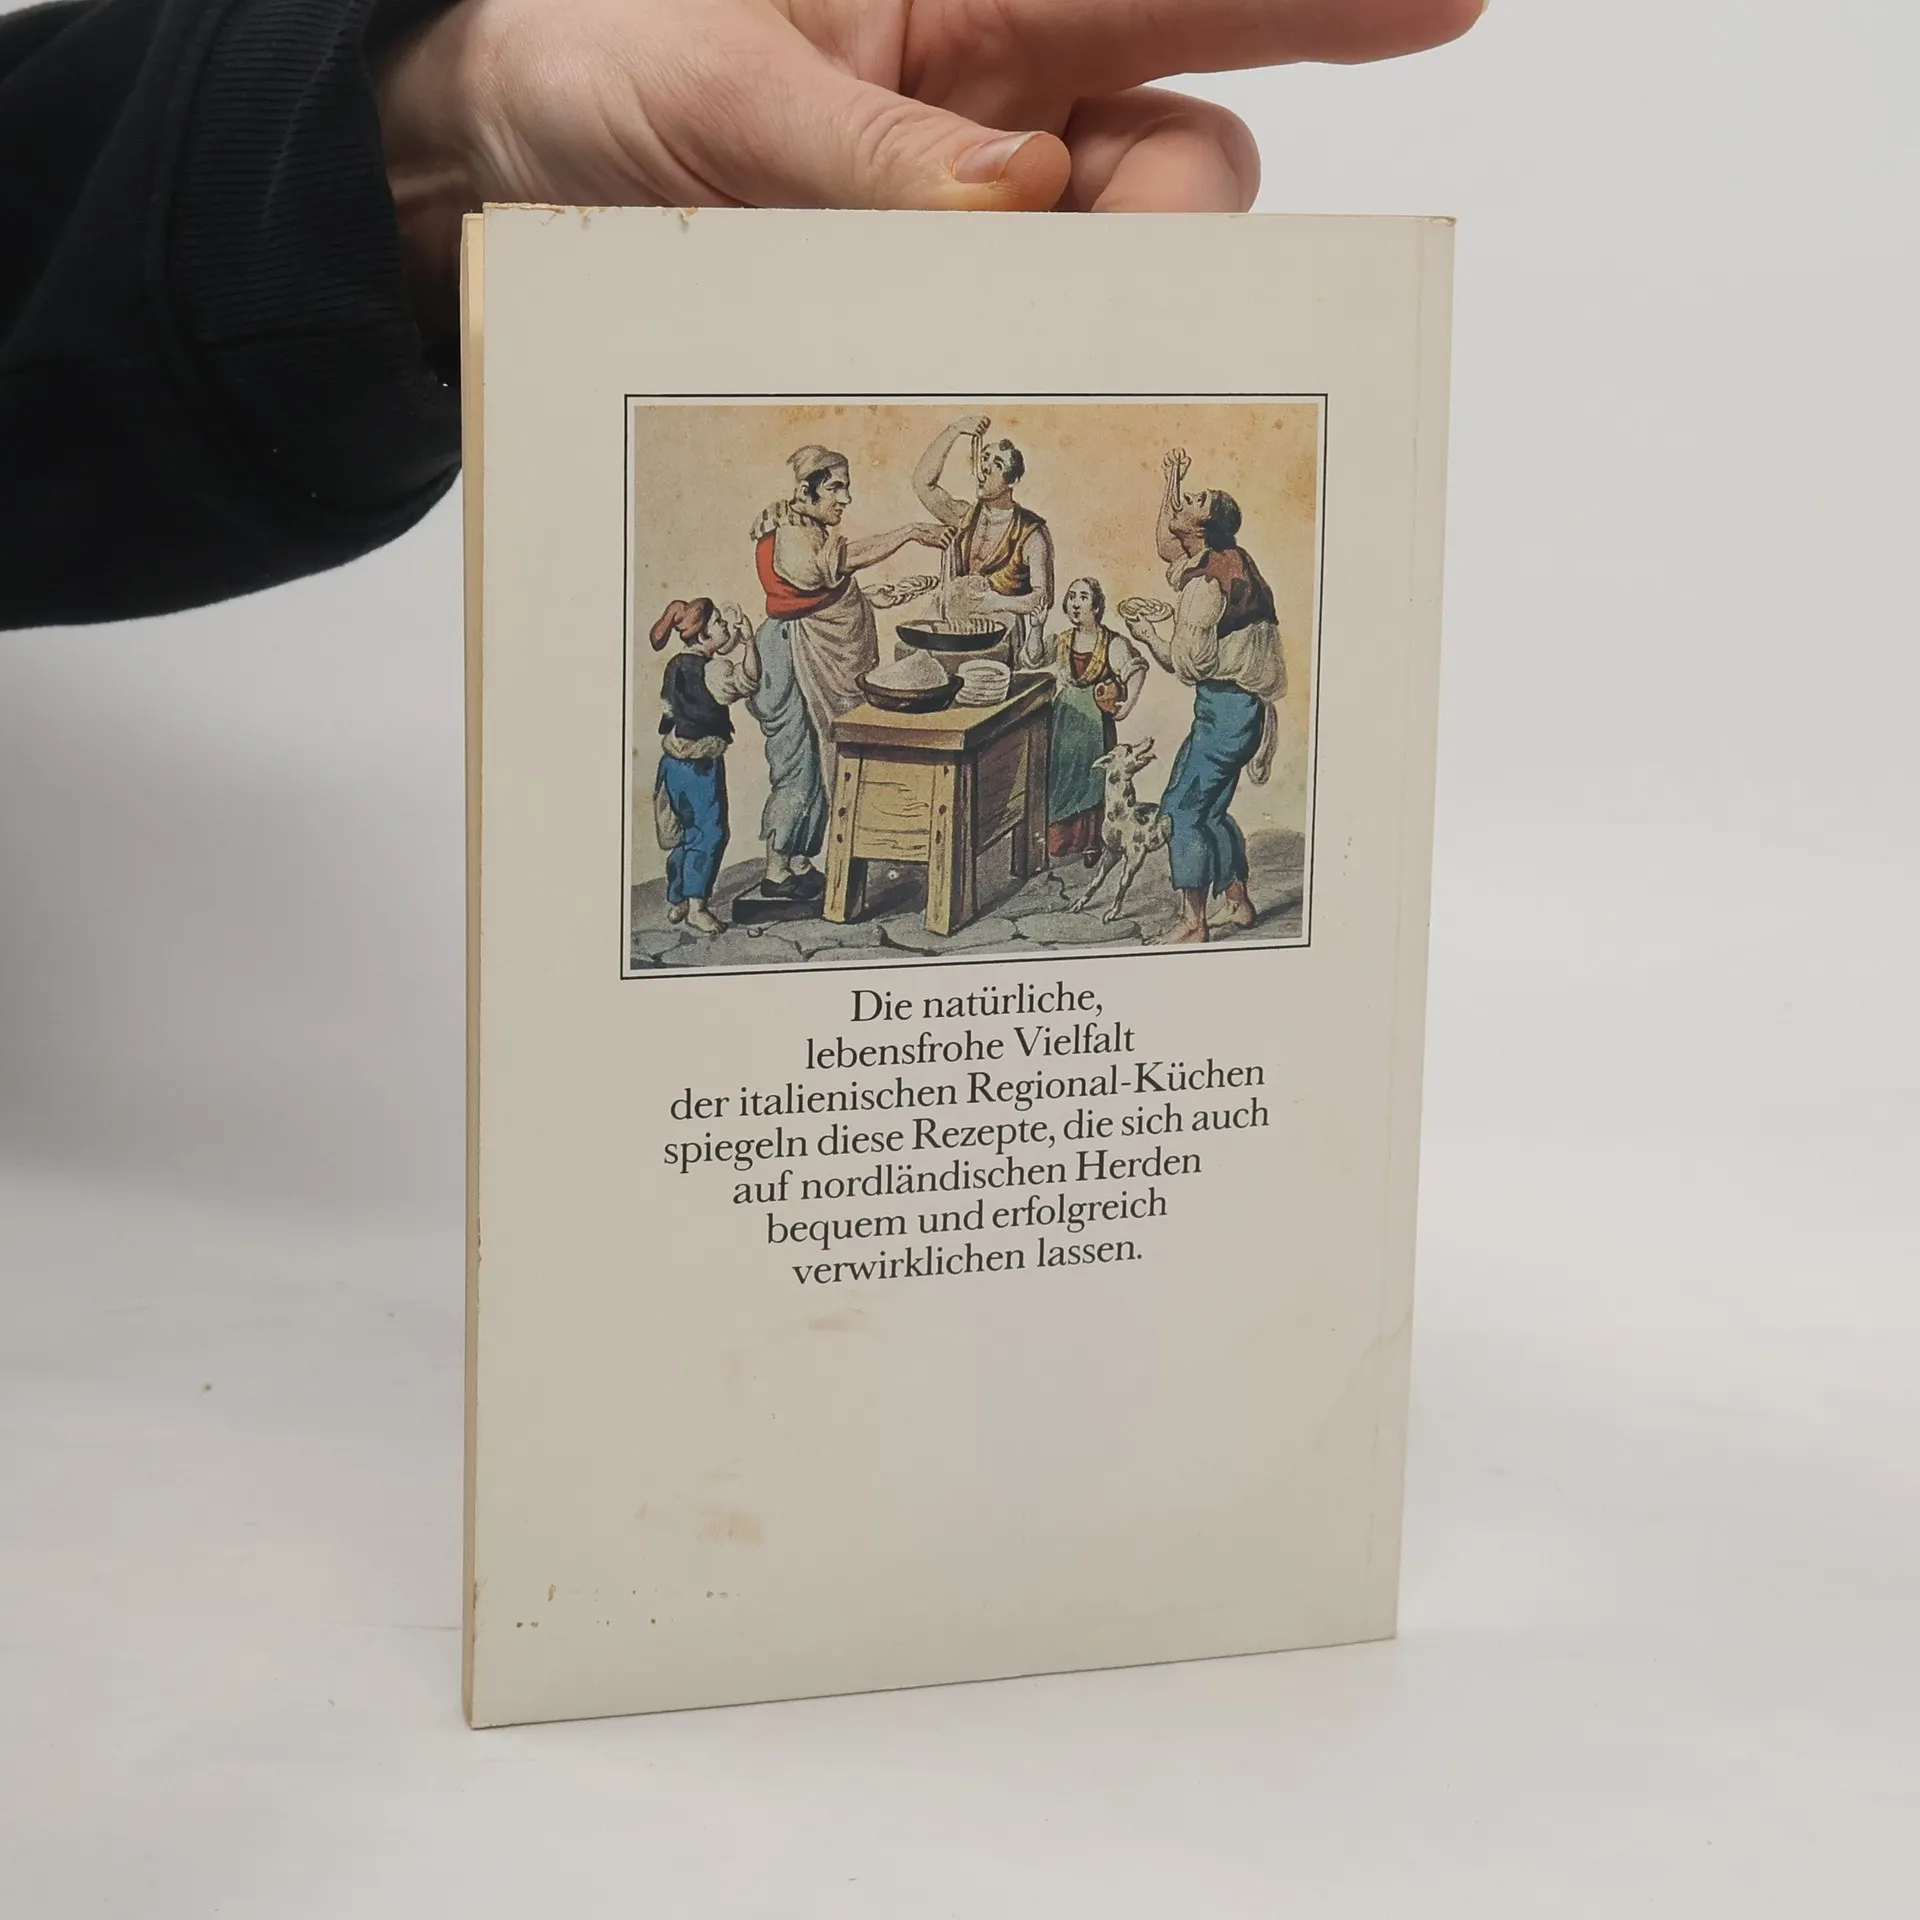 Die natürliche,
lebensfrohe Vielfalt
der italienischen Regional-Küchen
spiegeln diese Rezepte, die sich auch
auf nordländischen Herden
bequem und erfolgreich
verwirklichen lassen.